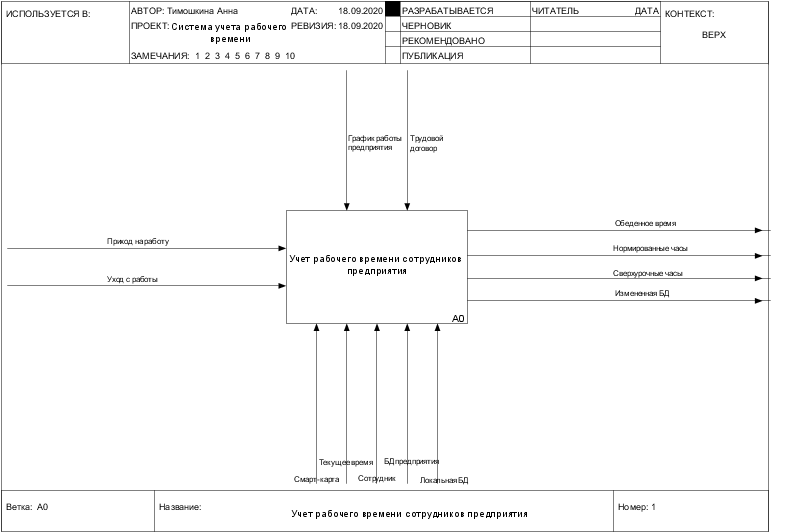 ИСПОЛЬЗУЕТСЯ В:
АВТОР: Тимошкина Анна
ДАТА: 18.09.2020
РАЗРАБАТЫВАЕТСЯ
ЧИТАТЕЛЬ
ДАТА
КОНТЕКСТ:
ПРОЕКТ: Система учета рабочего
времени
РЕВИЗИЯ: 18.09.2020
ЧЕРНОВИК
РЕКОМЕНДОВАНО
ВЕРХ
ЗАМЕЧАНИЯ: 1 2 3 4 5 6 7 8 9 10
ПУБЛИКАЦИЯ
График работы
предприятия
Трудовой
договор
Приход на работу
Уход с работы
Учет рабочего времени сотрудников
предприятия
A0
Обеденное время
Нормированные часы
Сверхурочные часы
Измененная БД
Текущее время
БД предприятия
Смарт-карта
Сотрудник
Локальная БД
Ветка: A0
Название:
Учет рабочего времени сотрудников предприятия
Номер: 1